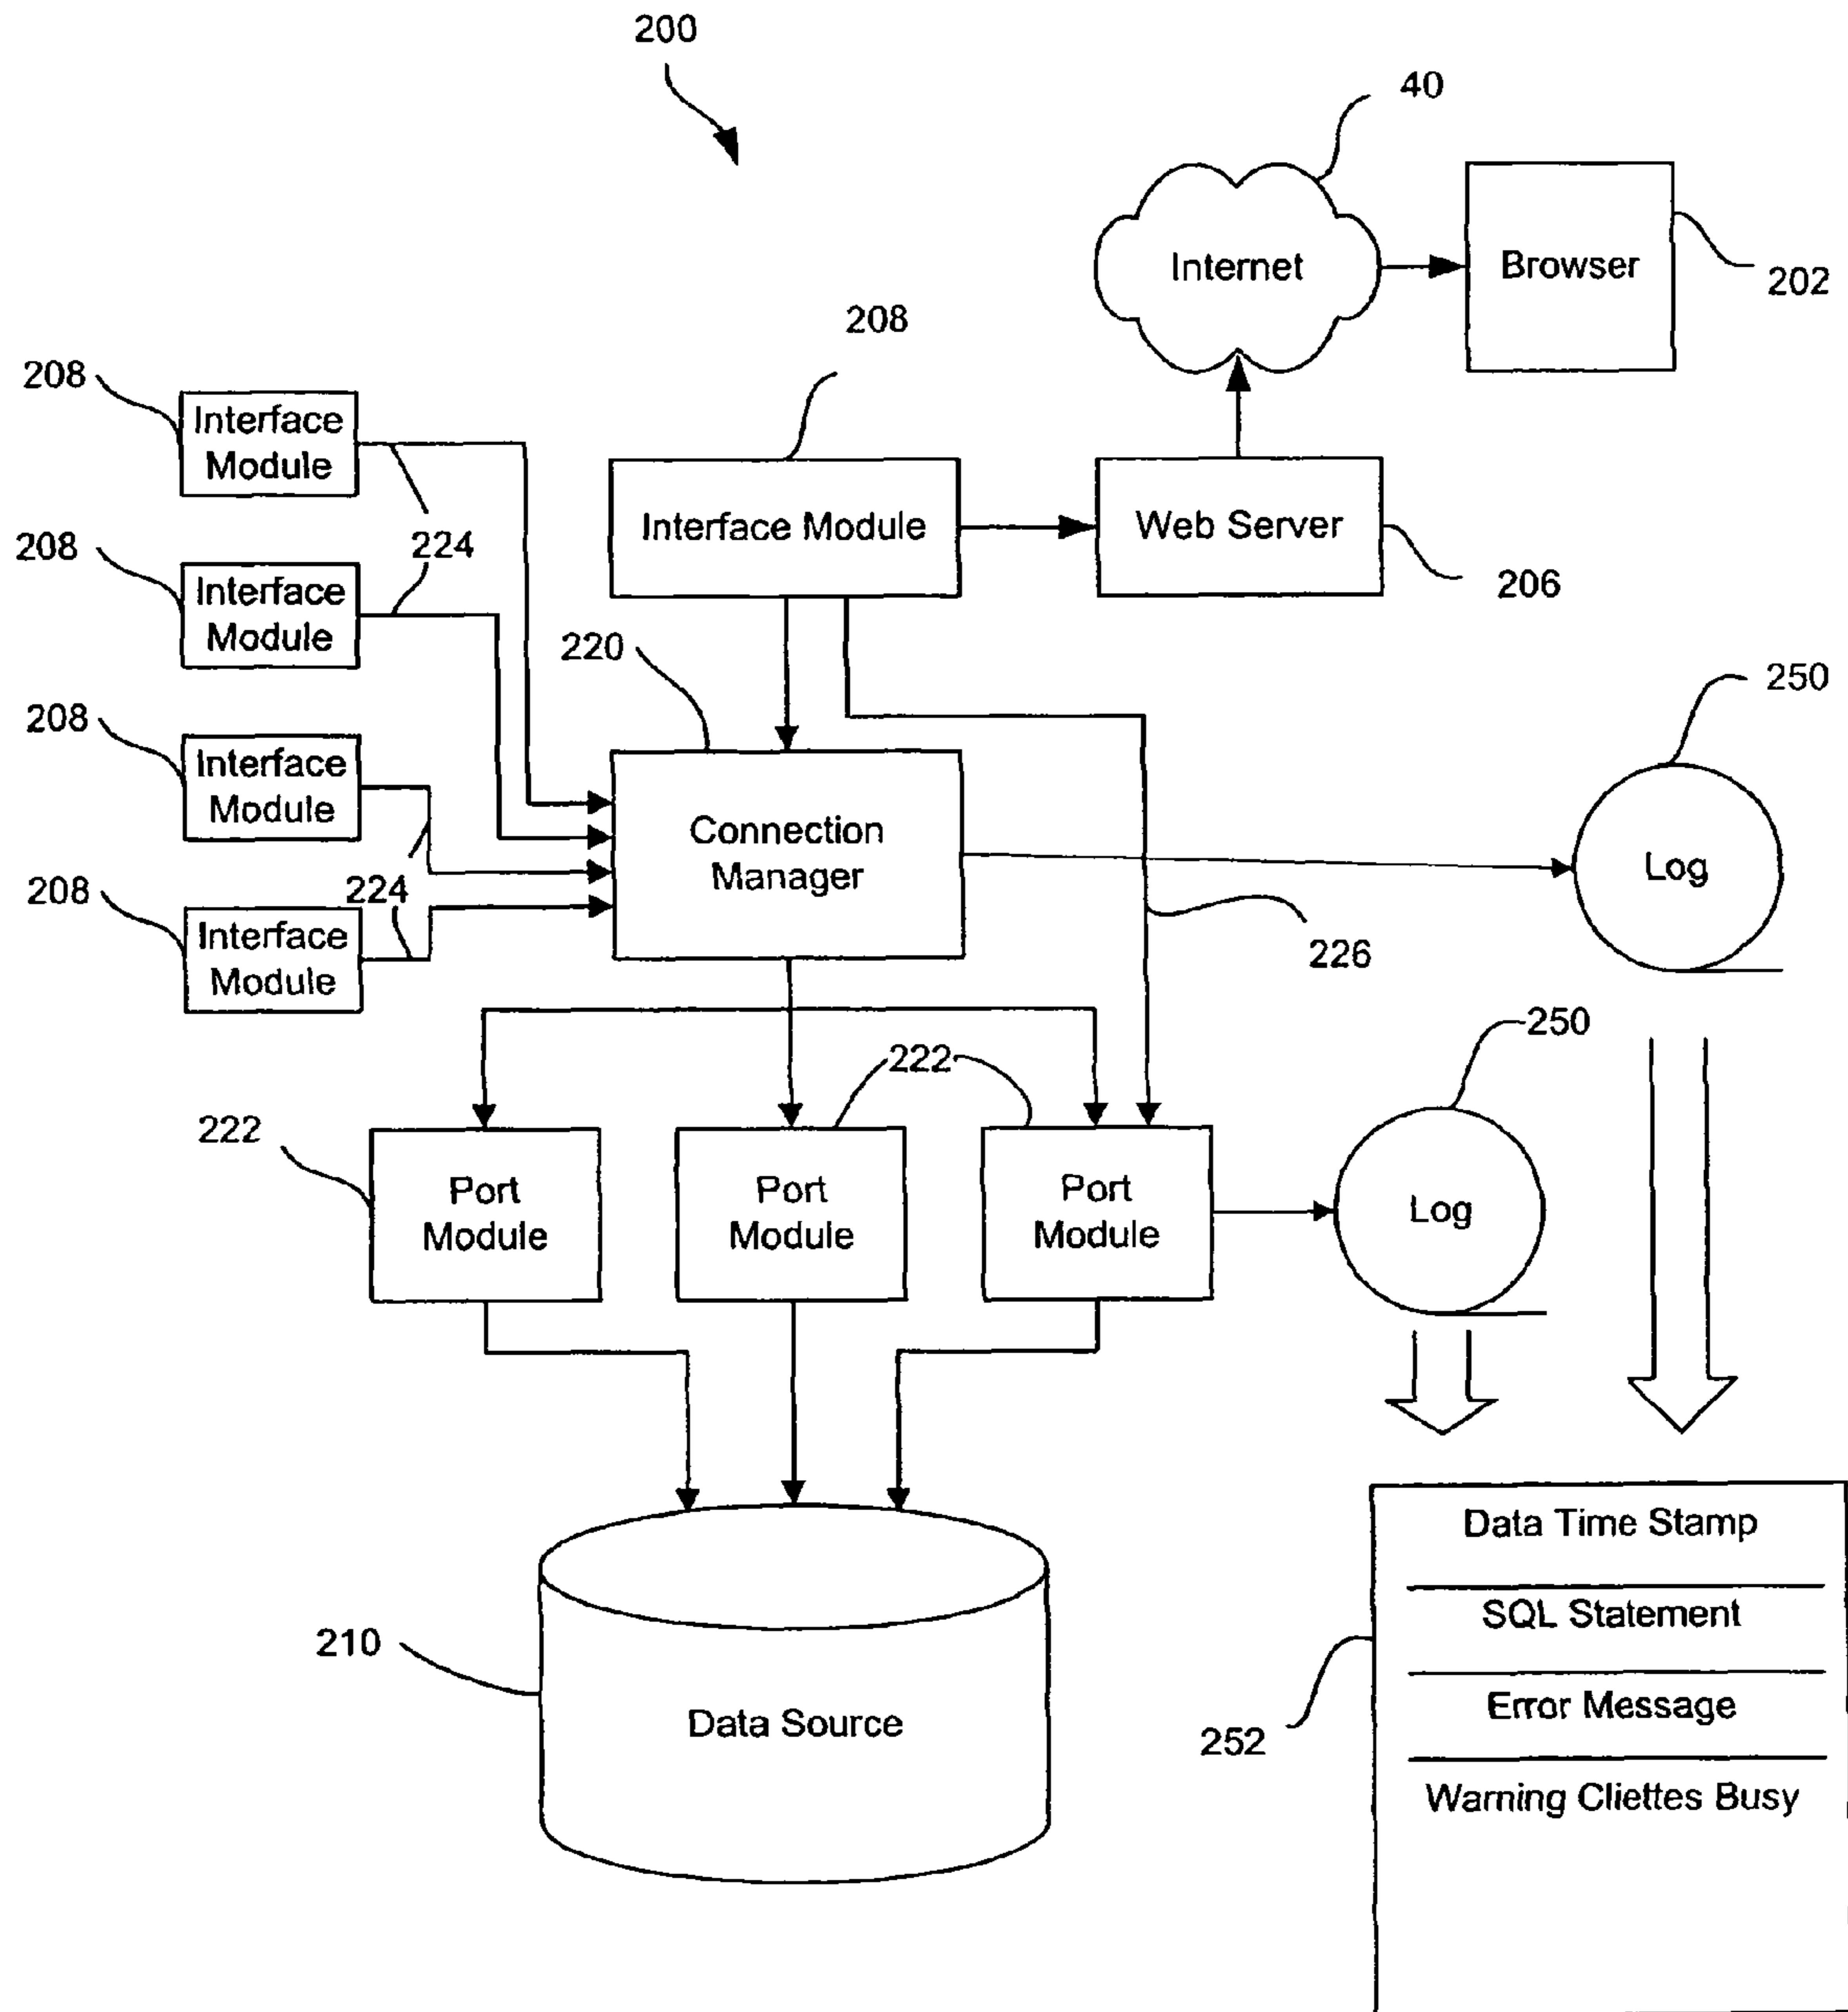 200
40
Internet
Browser
202
208
208
Interface
Module
Interface Module
Web Server
206
224
208
Interface
Module
220
250
208
Interface
Module
Connection
Manager
Log
224
208
Interface
Module
226
250
222
222
Port
Module
Port
Module
Port
Module
Log
210
Data Source
252
Data Time Stamp
SQL Statement
Error Message
Warning Cliettes Busy